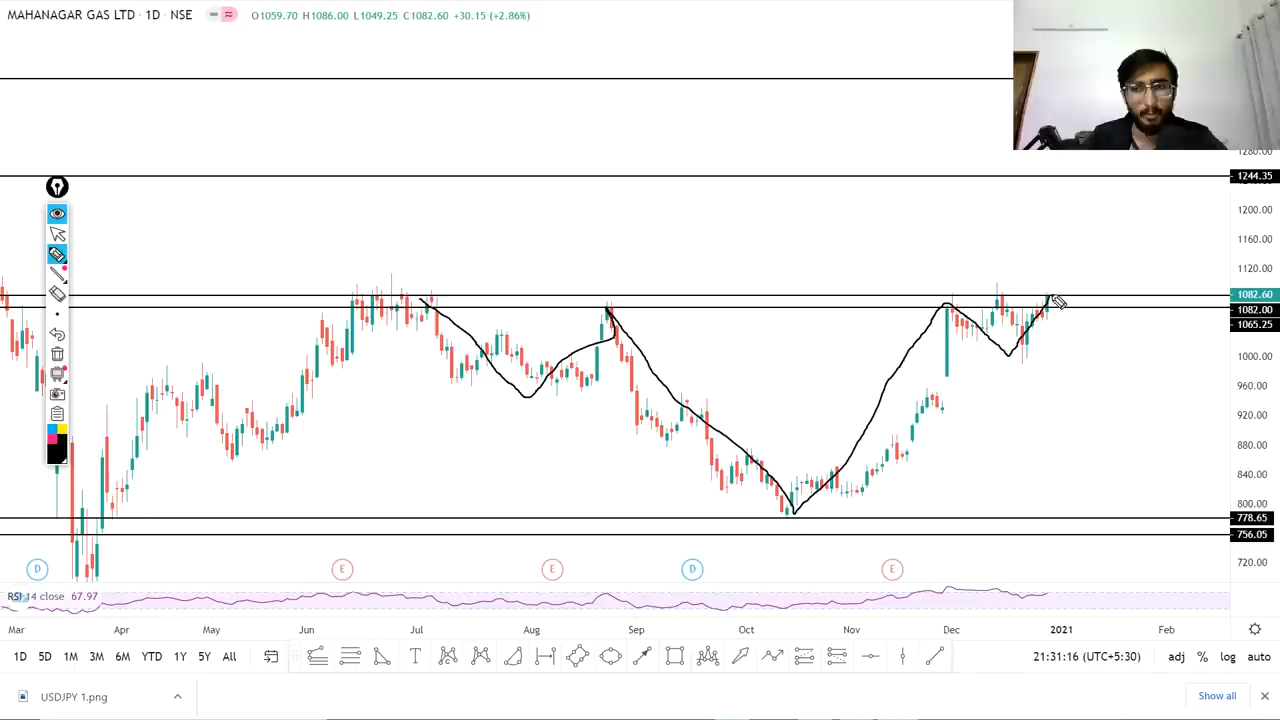 MAHANAGAR GAS LTD · 1D · NSE O1059.70 H1086.00 L1049.25 C1082.60 +30.15 (+2.86%)
1280.00
1244.35
1200.00
1160.00
1120.00
1082.60
1082.00
1065.25
1000.00
960.00
920.00
880.00
840.00
800.00
778.65
756.05
720.00
D E E D E
RSI 14 close 67.97
Mar Apr May Jun Jul Aug Sep Oct Nov Dec 2021 Feb
1D 5D 1M 3M 6M YTD 1Y 5Y All T 21:31:16 (UTC+5:30) adj % log auto
USDJPY 1.png Show all